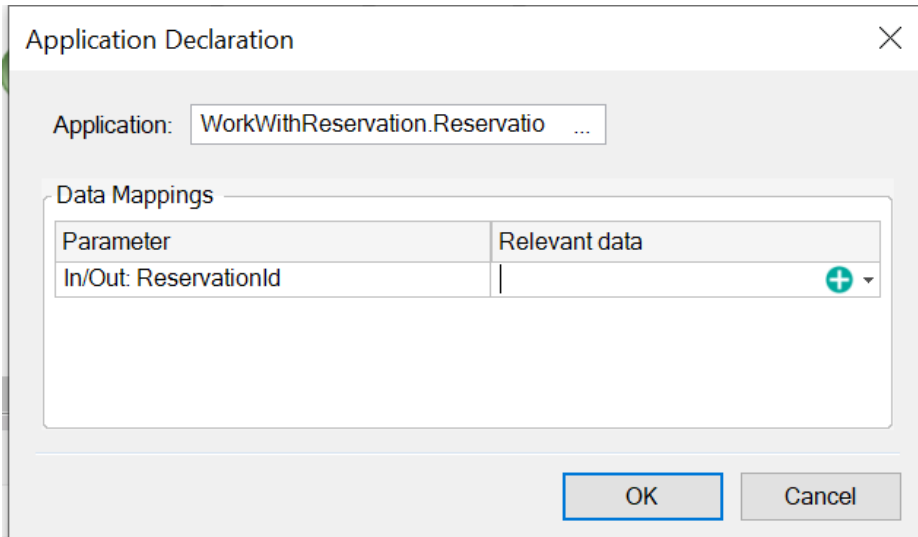 Application Declaration
Application: WorkWithReservation.Reservatio ...
Data Mappings
Parameter Relevant data
In/Out: ReservationId
OK Cancel